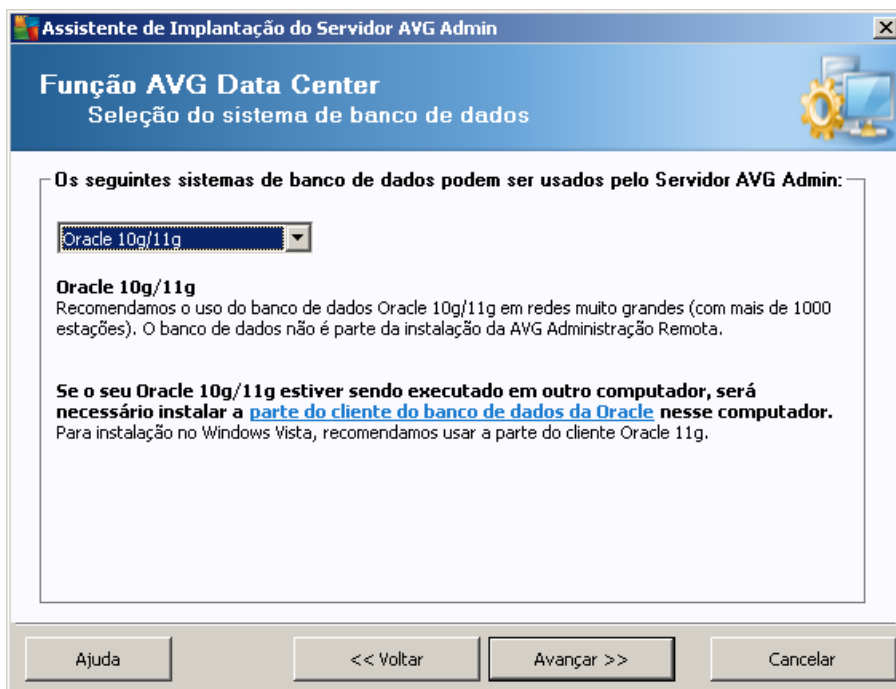 Assistente de Implantação do Servidor AVG Admin
Função AVG Data Center
Seleção do sistema de banco de dados
Os seguintes sistemas de banco de dados podem ser usados pelo Servidor AVG Admin:
Oracle 10g/11g
Oracle 10g/11g
Recomendamos o uso do banco de dados Oracle 10g/11g em redes muito grandes (com mais de 1000
estações). O banco de dados não é parte da instalação da AVG Administração Remota.
Se o seu Oracle 10g/11g estiver sendo executado em outro computador, será
necessário instalar a parte do cliente do banco de dados da Oracle nesse computador.
Para instalação no Windows Vista, recomendamos usar a parte do cliente Oracle 11g.
Ajuda
<< Voltar
Avançar >>
Cancelar